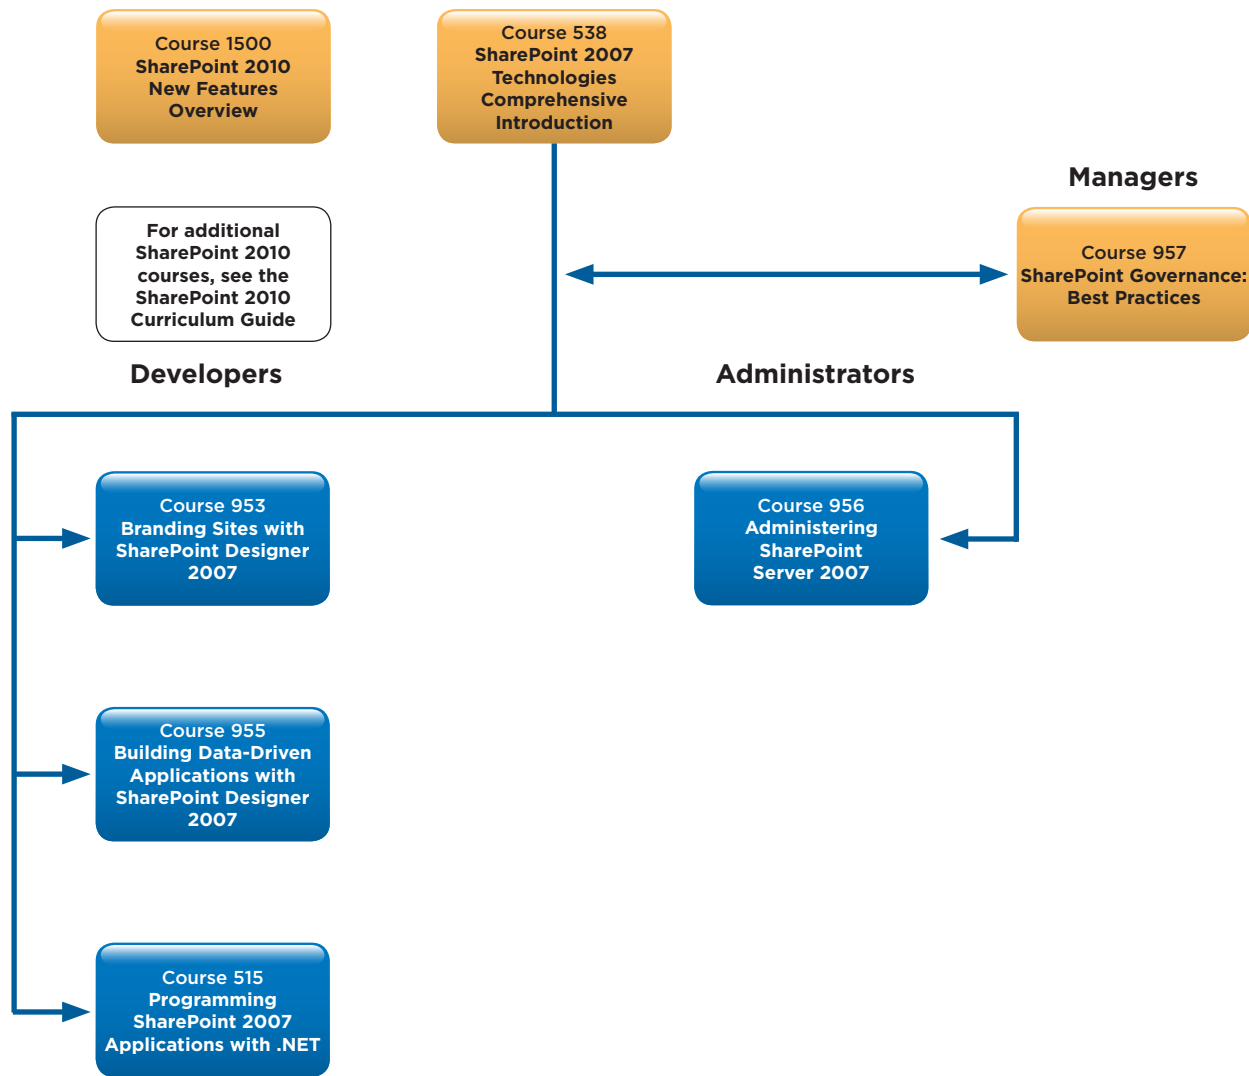 Course 1500
SharePoint 2010
New Features
Overview
Course 538
SharePoint 2007
Technologies
Comprehensive
Introduction
Managers
For additional
SharePoint 2010
courses, see the
SharePoint 2010
Curriculum Guide
Course 957
SharePoint Governance:
Best Practices
Developers
Administrators
Course 953
Branding Sites with
SharePoint Designer
2007
Course 956
Administering
SharePoint
Server 2007
Course 955
Building Data-Driven
Applications with
SharePoint Designer
2007
Course 515
Programming
SharePoint 2007
Applications with .NET